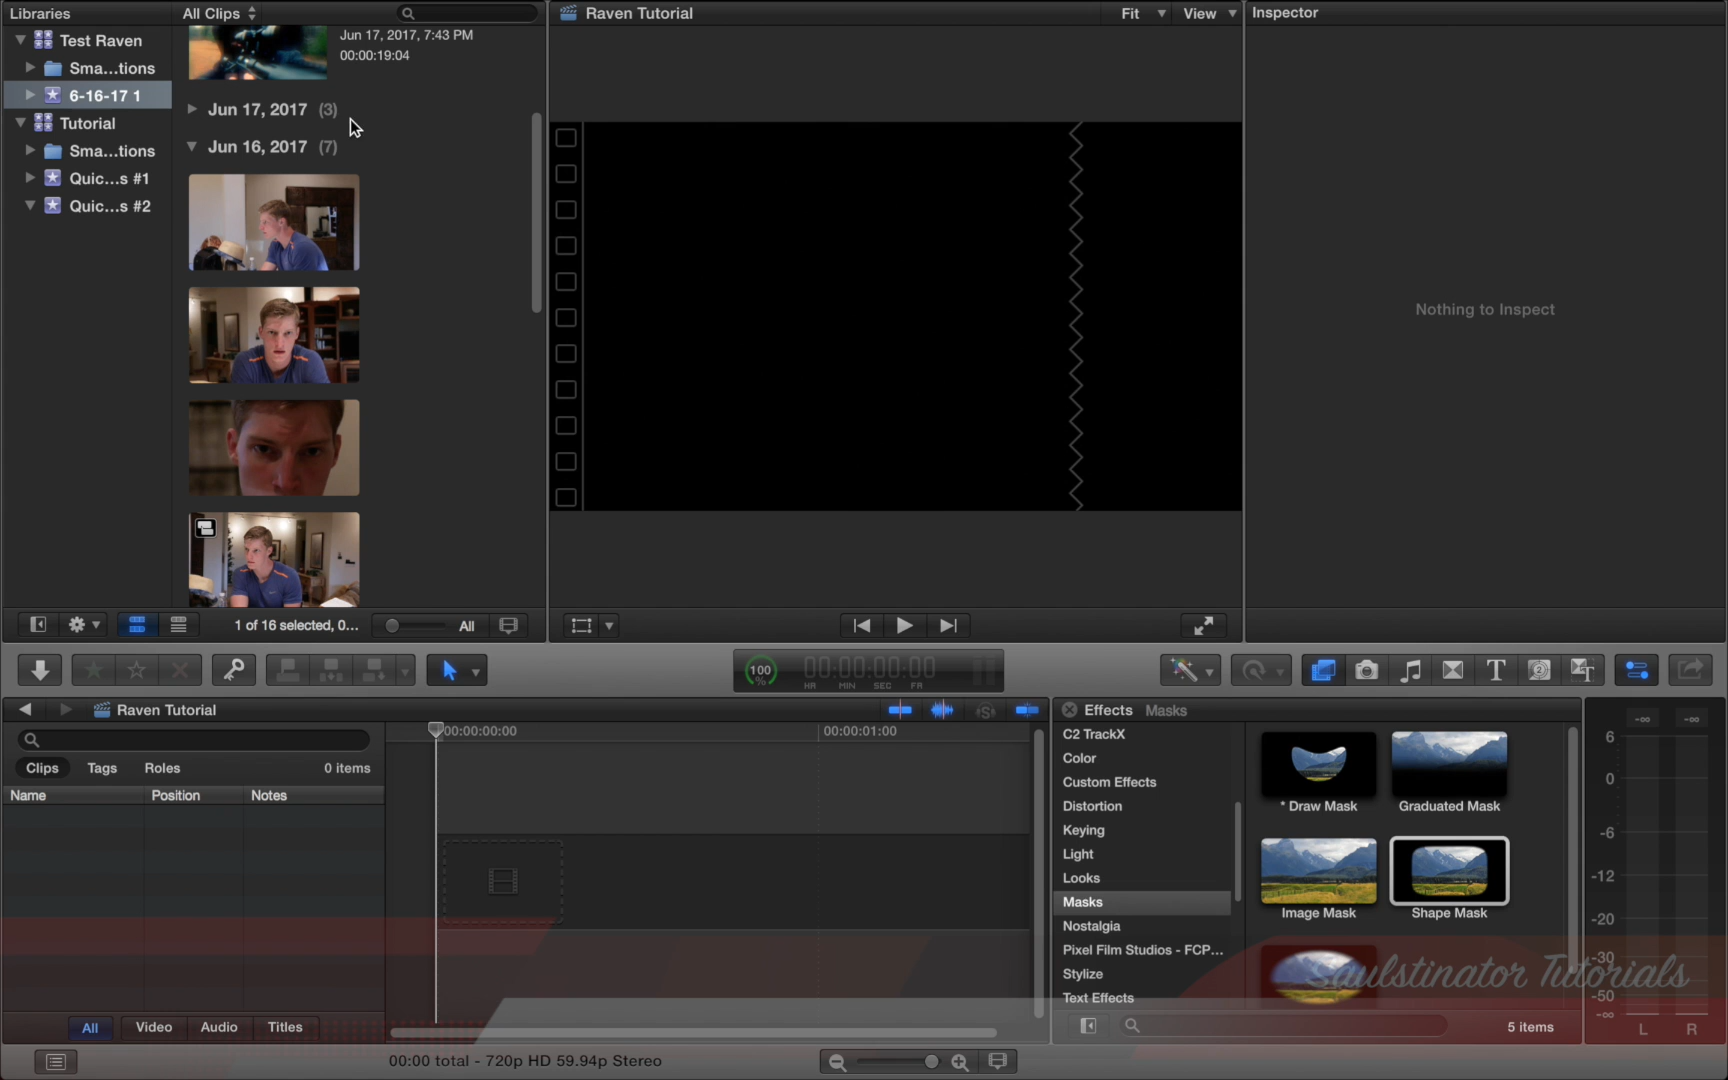 Libraries
All Clips
Raven Tutorial
Fit
View
Inspector
Test Raven
Sma...tions
6-16-17 1
Tutorial
Sma...tions
Quic...s #1
Quic...s #2
Jun 17, 2017, 7:43 PM
00:00:19:04
Jun 17, 2017 (3)
Jun 16, 2017 (7)
Nothing to Inspect
1 of 16 selected, 0...
All
100
%
00:00:00:00
HR MIN SEC FR
Raven Tutorial
Clips
Tags
Roles
0 items
Name
Position
Notes
00:00:00:00
00:00:01:00
All
Video
Audio
Titles
00:00 total - 720p HD 59.94p Stereo
Effects
Masks
C2 TrackX
Color
Custom Effects
Distortion
Keying
Light
Looks
Masks
Nostalgia
Pixel Film Studios - FCP...
Stylize
Text Effects
* Draw Mask
Graduated Mask
Image Mask
Shape Mask
5 items
-∞ -∞
6
0
-6
-12
-20
-30
-50
-∞
L R
Saulstinator Tutorials